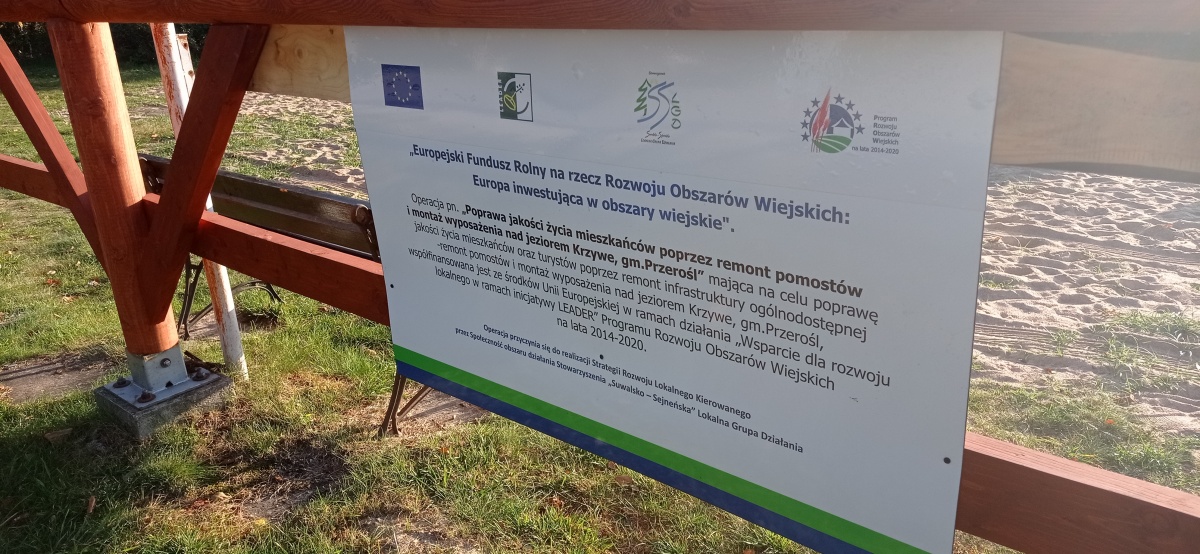 LEADER
Program
Rozwoju
Obszarów
Wiejskich
na lata 2014-2020
„Europejski Fundusz Rolny na rzecz Rozwoju Obszarów Wiejskich:
Europa inwestująca w obszary wiejskie".
Operacja pn. „Poprawa jakości życia mieszkańców poprzez remont pomostów
i montaż wyposażenia nad jeziorem Krzywe, gm.Przerośl” mająca na celu poprawę
jakości życia mieszkańców oraz turystów poprzez remont infrastruktury ogólnodostępnej
-remont pomostów i montaż wyposażenia nad jeziorem Krzywe, gm.Przerośl,
współfinansowana jest ze środków Unii Europejskiej w ramach działania „Wsparcie dla rozwoju
lokalnego w ramach inicjatywy LEADER” Programu Rozwoju Obszarów Wiejskich
na lata 2014-2020.
Operacja przyczynia się do realizacji Strategii Rozwoju Lokalnego Kierowanego
przez Społeczność obszaru działania Stowarzyszenia „Suwalsko – Sejneńska” Lokalna Grupa Działania